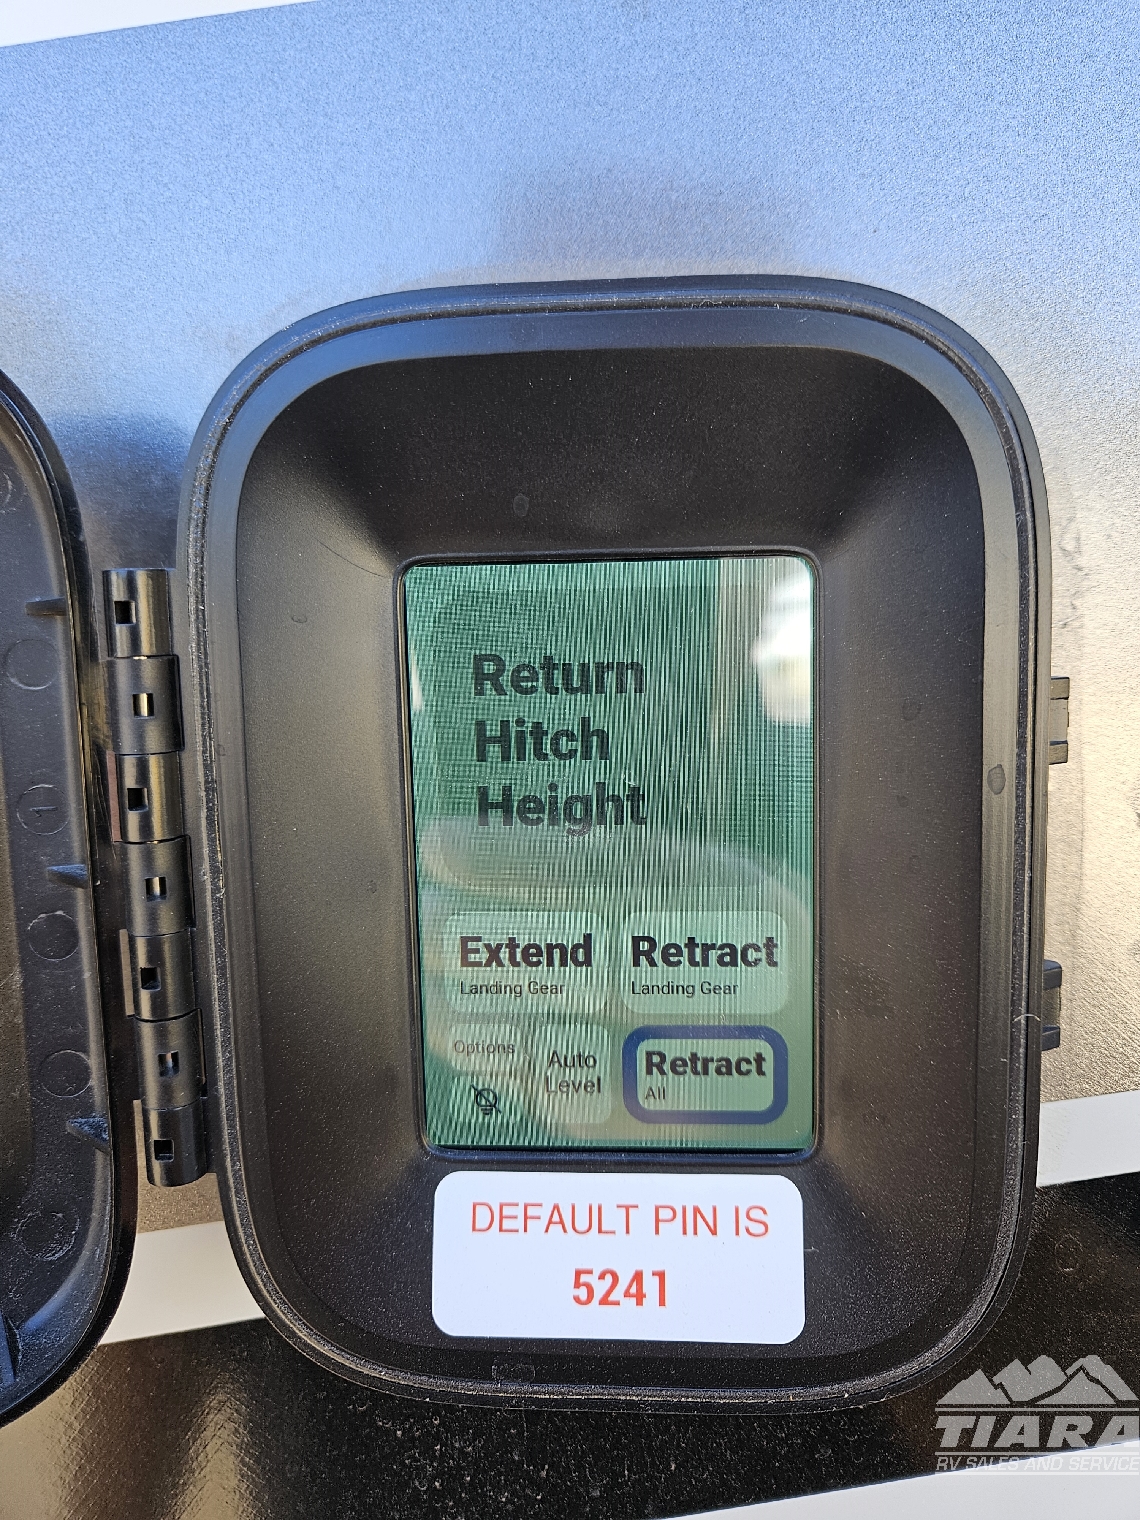 Return
Hitch
Height
Extend
Landing Gear
Retract
Landing Gear
Options
Auto
Level
Retract
All
DEFAULT PIN IS
5241
TIARA
RV SALES AND SERVICE